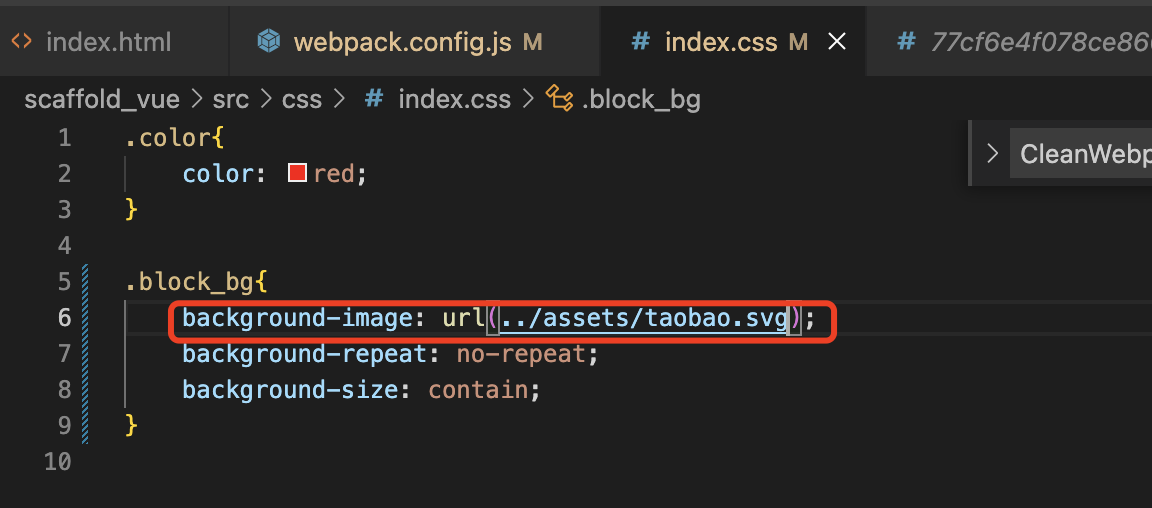 index.html webpack.config.js M index.css M 77cf6e4f078ce86
scaffold_vue > src > css > # index.css > .block_bg
1 .color{
CleanWebp
2 color: red;
3 }
4
5 .block_bg{
6 background-image: url(../assets/taobao.svg);
7 background-repeat: no-repeat;
8 background-size: contain;
9 }
10